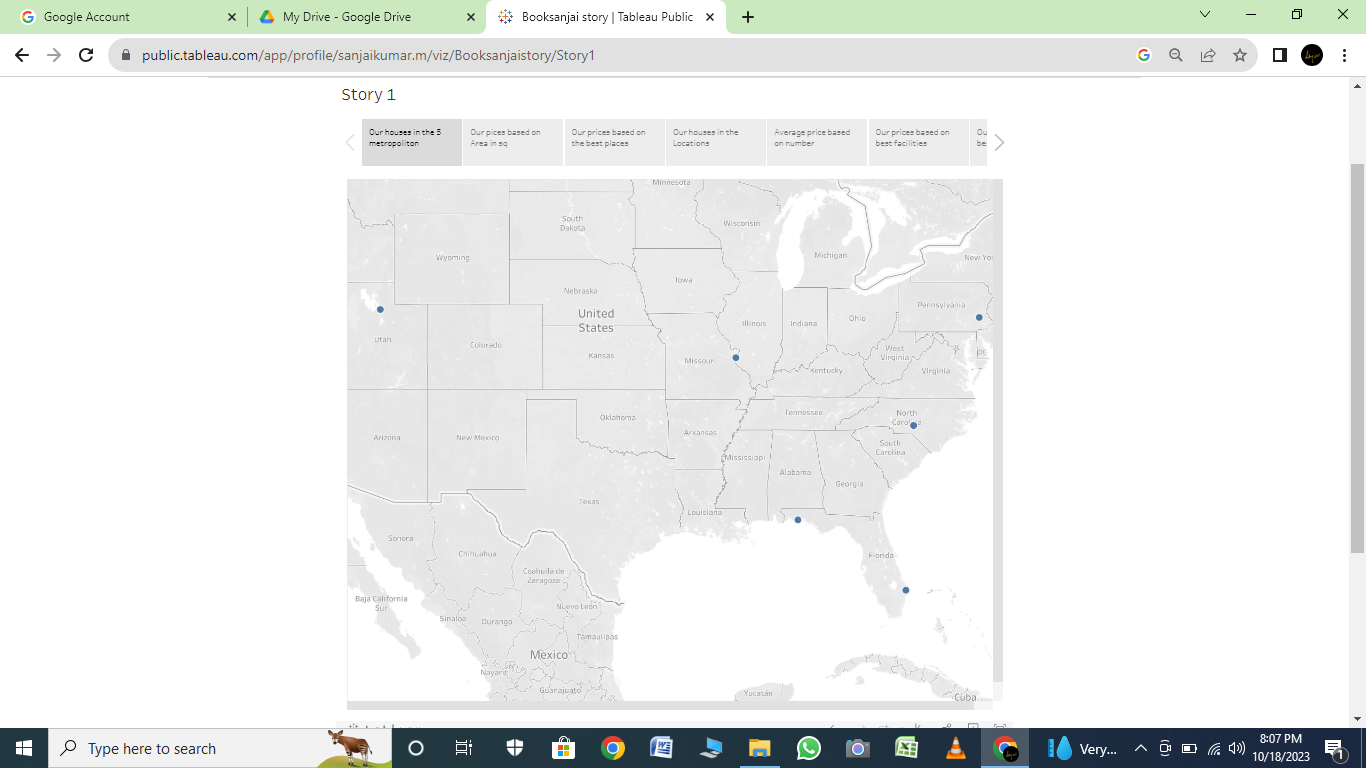 Google Account
My Drive - Google Drive
Booksanjai story | Tableau Public
public.tableau.com/app/profile/sanjaikumar.m/viz/Booksanjaistory/Story1
Story 1
Our houses in the 5
metropoliton
Our pices based on
Area in sq
Our prices based on
the best places
Our houses in the
Locations
Average price based
on number
Our prices based on
best facilities
Ou
be
Minnesota
South
Dakota
Wisconsin
Michigan
New Yo
Wyoming
Iowa
Nebraska
Pennsylvania
United
States
Illinois
Indiana
Ohio
Utah
Colorado
Kansas
Missouri
West
Virginia
DE
Kentucky
Virginia
Tennessee
North
Carolina
Oklahoma
Arkansas
Arizona
New Mexico
South
Carolina
Mississippi
Alabama
Georgia
Texas
Louisiana
Sonora
Chihuahua
Florida
Coahuila de
Zaragoza
Baja California
Sur
Nuevo León
Sinaloa
Durango
Tamaulipas
Mexico
Nayarit
Guanajuato
Yucatán
Cuba
Type here to search
Very...
8:07 PM
10/18/2023
1